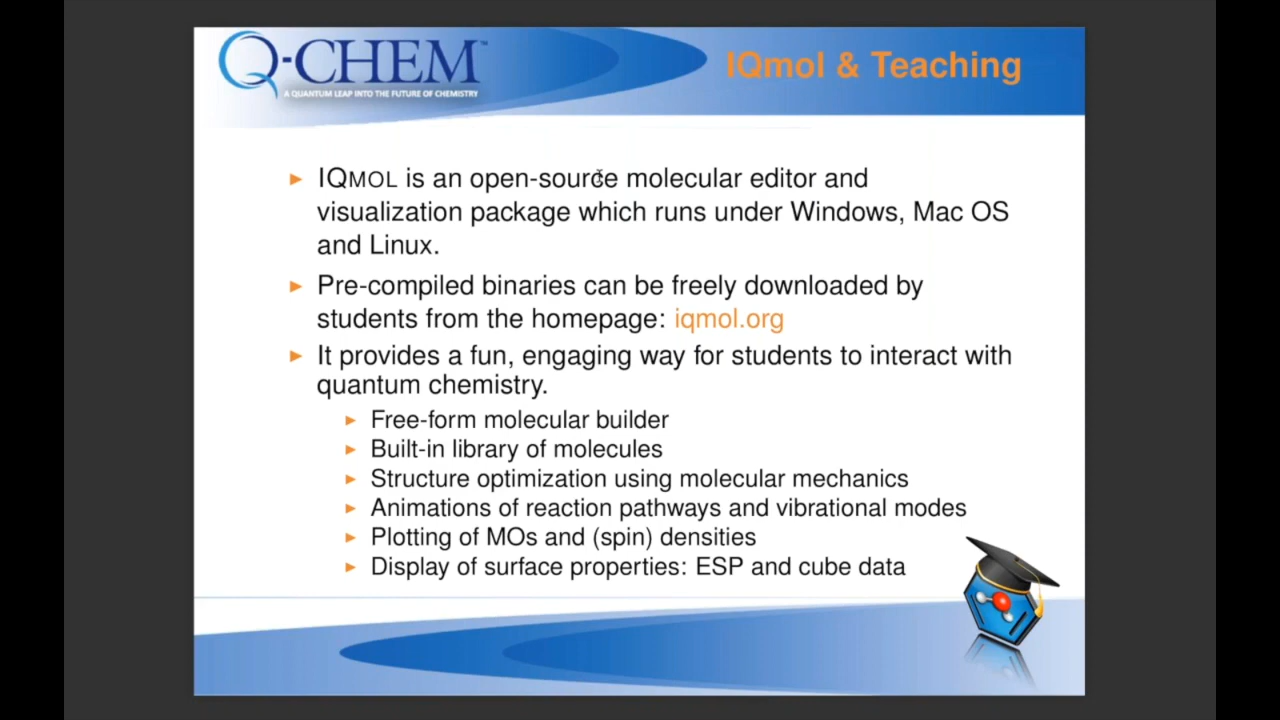 Q-CHEM™
A QUANTUM LEAP INTO THE FUTURE OF CHEMISTRY
IQmol & Teaching
► IQMOL is an open-source molecular editor and
visualization package which runs under Windows, Mac OS
and Linux.
► Pre-compiled binaries can be freely downloaded by
students from the homepage: iqmol.org
► It provides a fun, engaging way for students to interact with
quantum chemistry.
► Free-form molecular builder
► Built-in library of molecules
► Structure optimization using molecular mechanics
► Animations of reaction pathways and vibrational modes
► Plotting of MOs and (spin) densities
► Display of surface properties: ESP and cube data